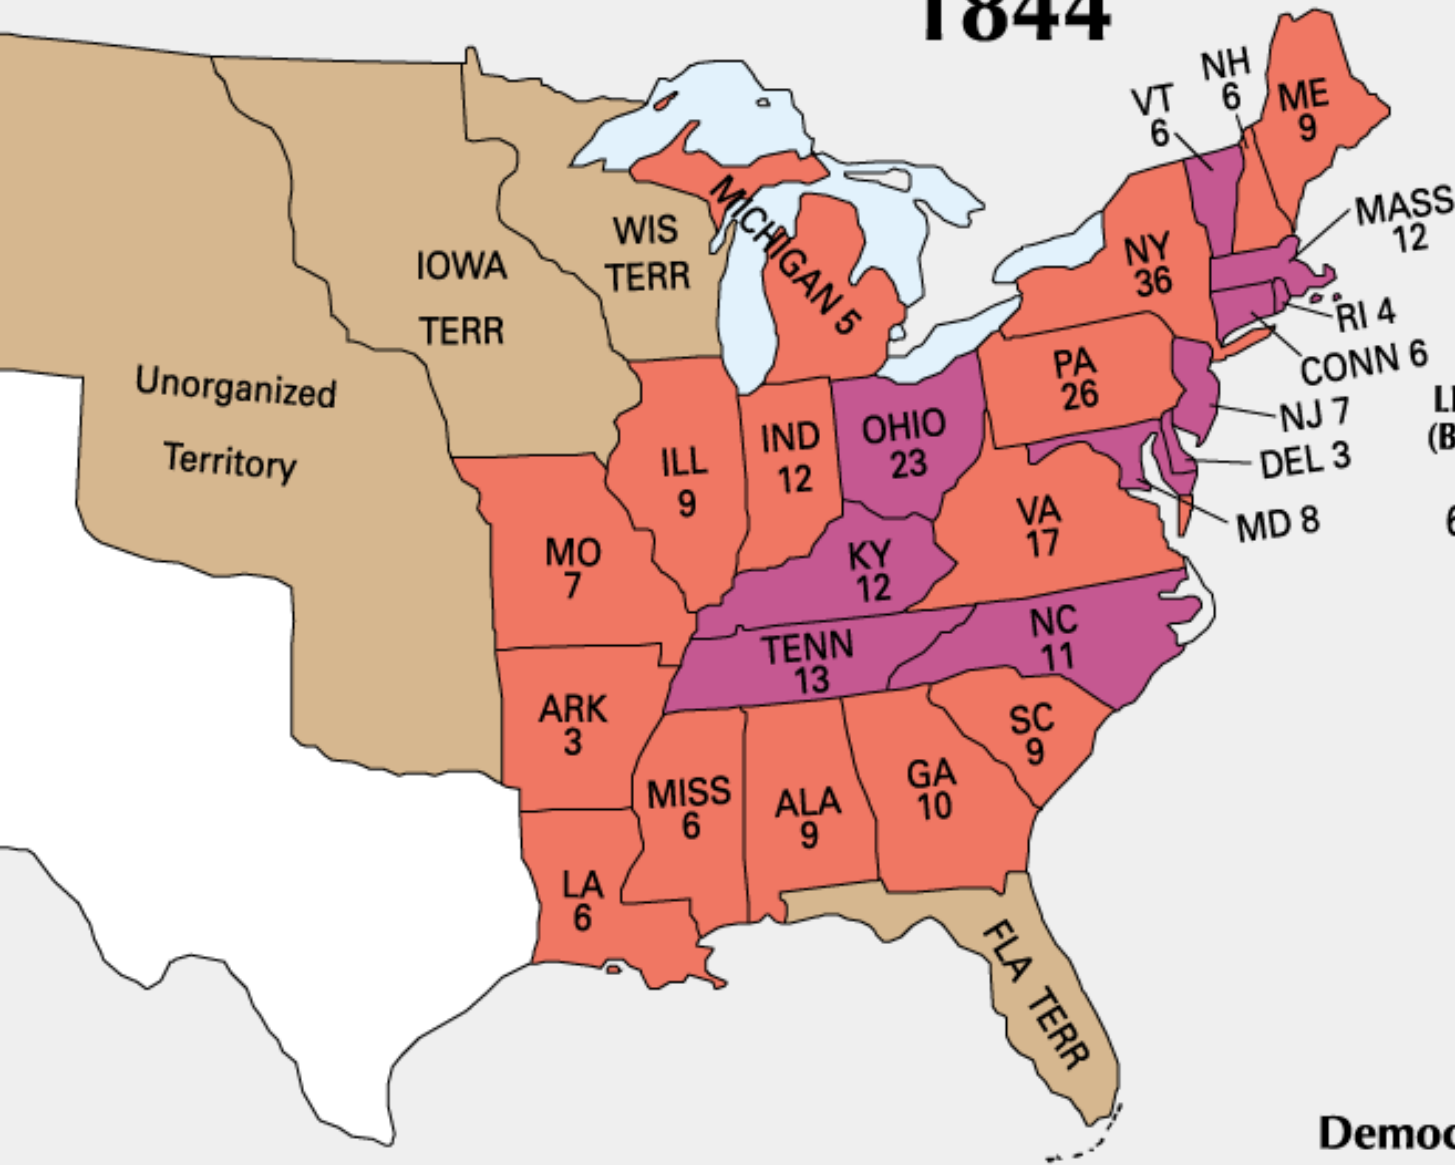 1844
NH
6
VT
6
ME
9
MASS
12
NY
36
RI 4
CONN 6
NJ 7
DEL 3
MD 8
PA
26
MICHIGAN 5
WIS
TERR
IOWA
TERR
Unorganized
Territory
OHIO
23
IND
12
ILL
9
MO
7
VA
17
KY
12
NC
11
TENN
13
ARK
3
SC
9
GA
10
ALA
9
MISS
6
LA
6
FLA TERR